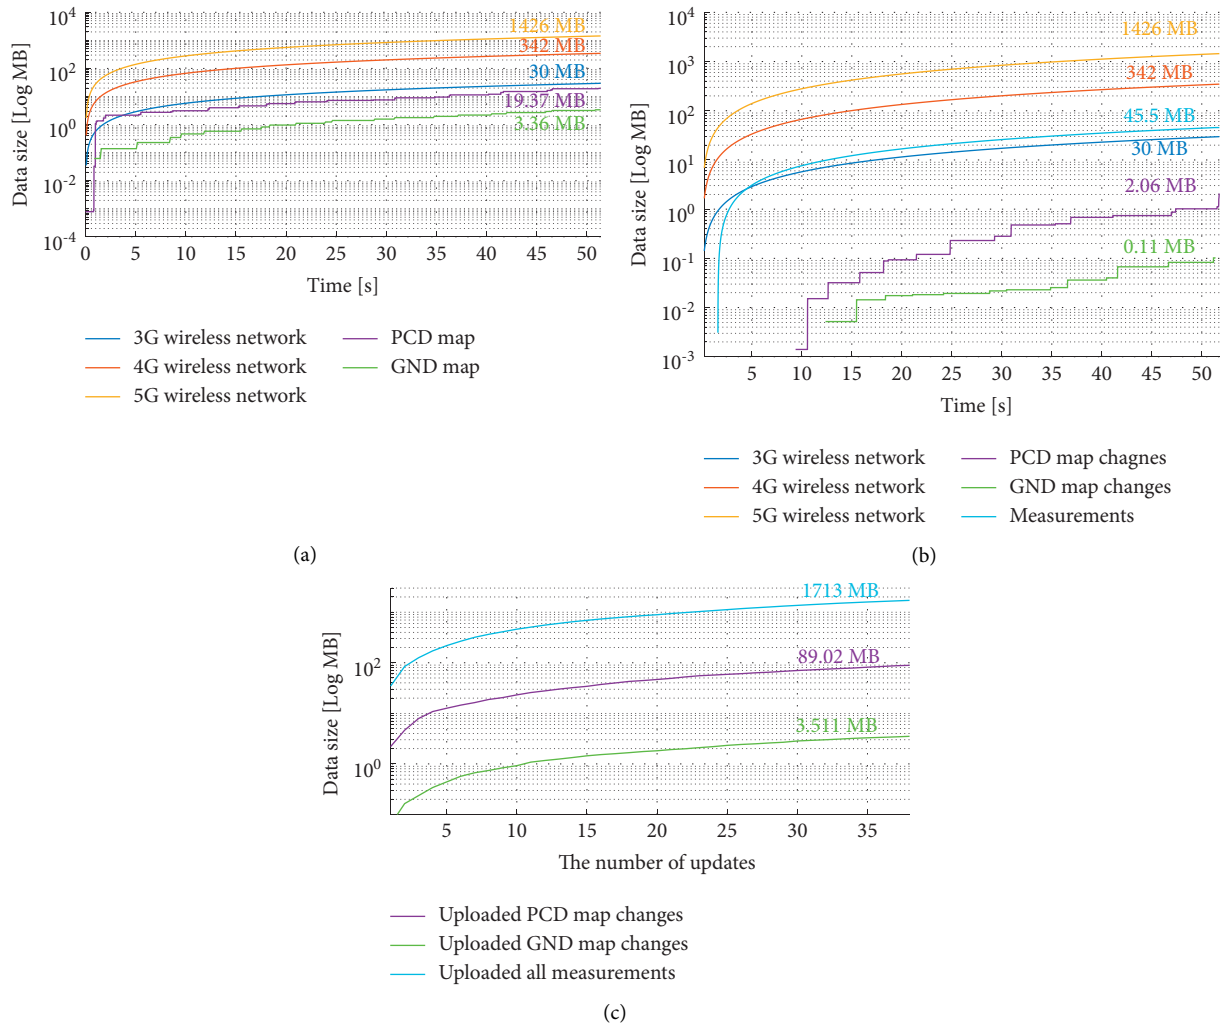 Data size [Log MB]
10^4
10^2
10^0
10^-2
10^-4
1426 MB
342 MB
30 MB
19.37 MB
3.36 MB
0 5 10 15 20 25 30 35 40 45 50
Time [s]
3G wireless network
4G wireless network
5G wireless network
PCD map
GND map
(a)
Data size [Log MB]
10^4
10^3
10^2
10^1
10^0
10^-1
10^-2
10^-3
1426 MB
342 MB
45.5 MB
30 MB
2.06 MB
0.11 MB
5 10 15 20 25 30 35 40 45 50
Time [s]
3G wireless network
4G wireless network
5G wireless network
PCD map chagnes
GND map changes
Measurements
(b)
Data size [Log MB]
10^2
10^0
1713 MB
89.02 MB
3.511 MB
5 10 15 20 25 30 35
The number of updates
Uploaded PCD map changes
Uploaded GND map changes
Uploaded all measurements
(c)